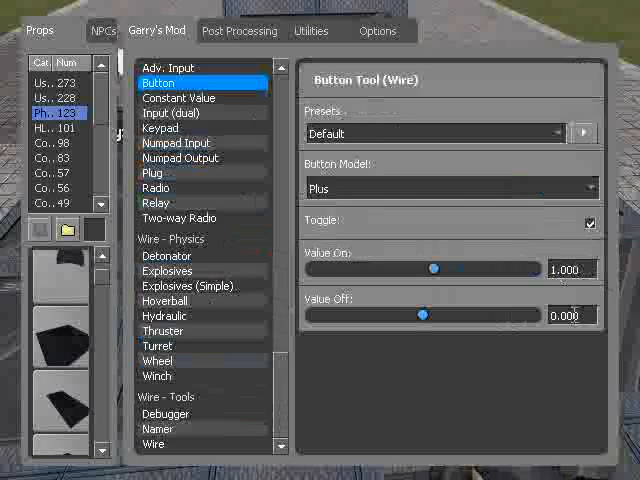 Props
NPCs
Garry's Mod
Post Processing
Utilities
Options
Cat. Num
Us... 273
Us... 228
Ph... 123
HL... 101
Co... 98
Co... 83
Co... 57
Co... 56
Co... 49
Adv. Input
Button
Constant Value
Input (dual)
Keypad
Numpad Input
Numpad Output
Plug
Radio
Relay
Two-way Radio
Wire - Physics
Detonator
Explosives
Explosives (Simple)
Hoverball
Hydraulic
Thruster
Turret
Wheel
Winch
Wire - Tools
Debugger
Namer
Wire
Button Tool (Wire)
Presets
Default
Button Model:
Plus
Toggle:
Value On:
1.000
Value Off:
0.000